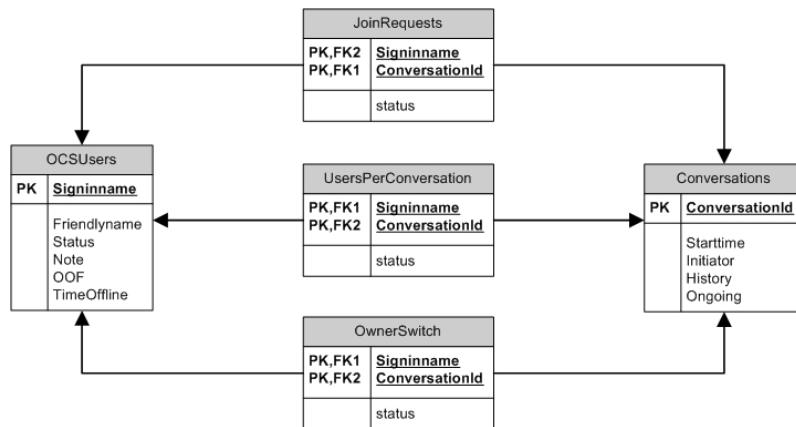 JoinRequests
PK,FK2 Signinname
PK,FK1 ConversationId
status
OCSUsers
PK Signinname
Friendlyname
Status
Note
OOF
TimeOffline
UsersPerConversation
PK,FK1 Signinname
PK,FK2 ConversationId
status
Conversations
PK ConversationId
Starttime
Initiator
History
Ongoing
OwnerSwitch
PK,FK1 Signinname
PK,FK2 ConversationId
status